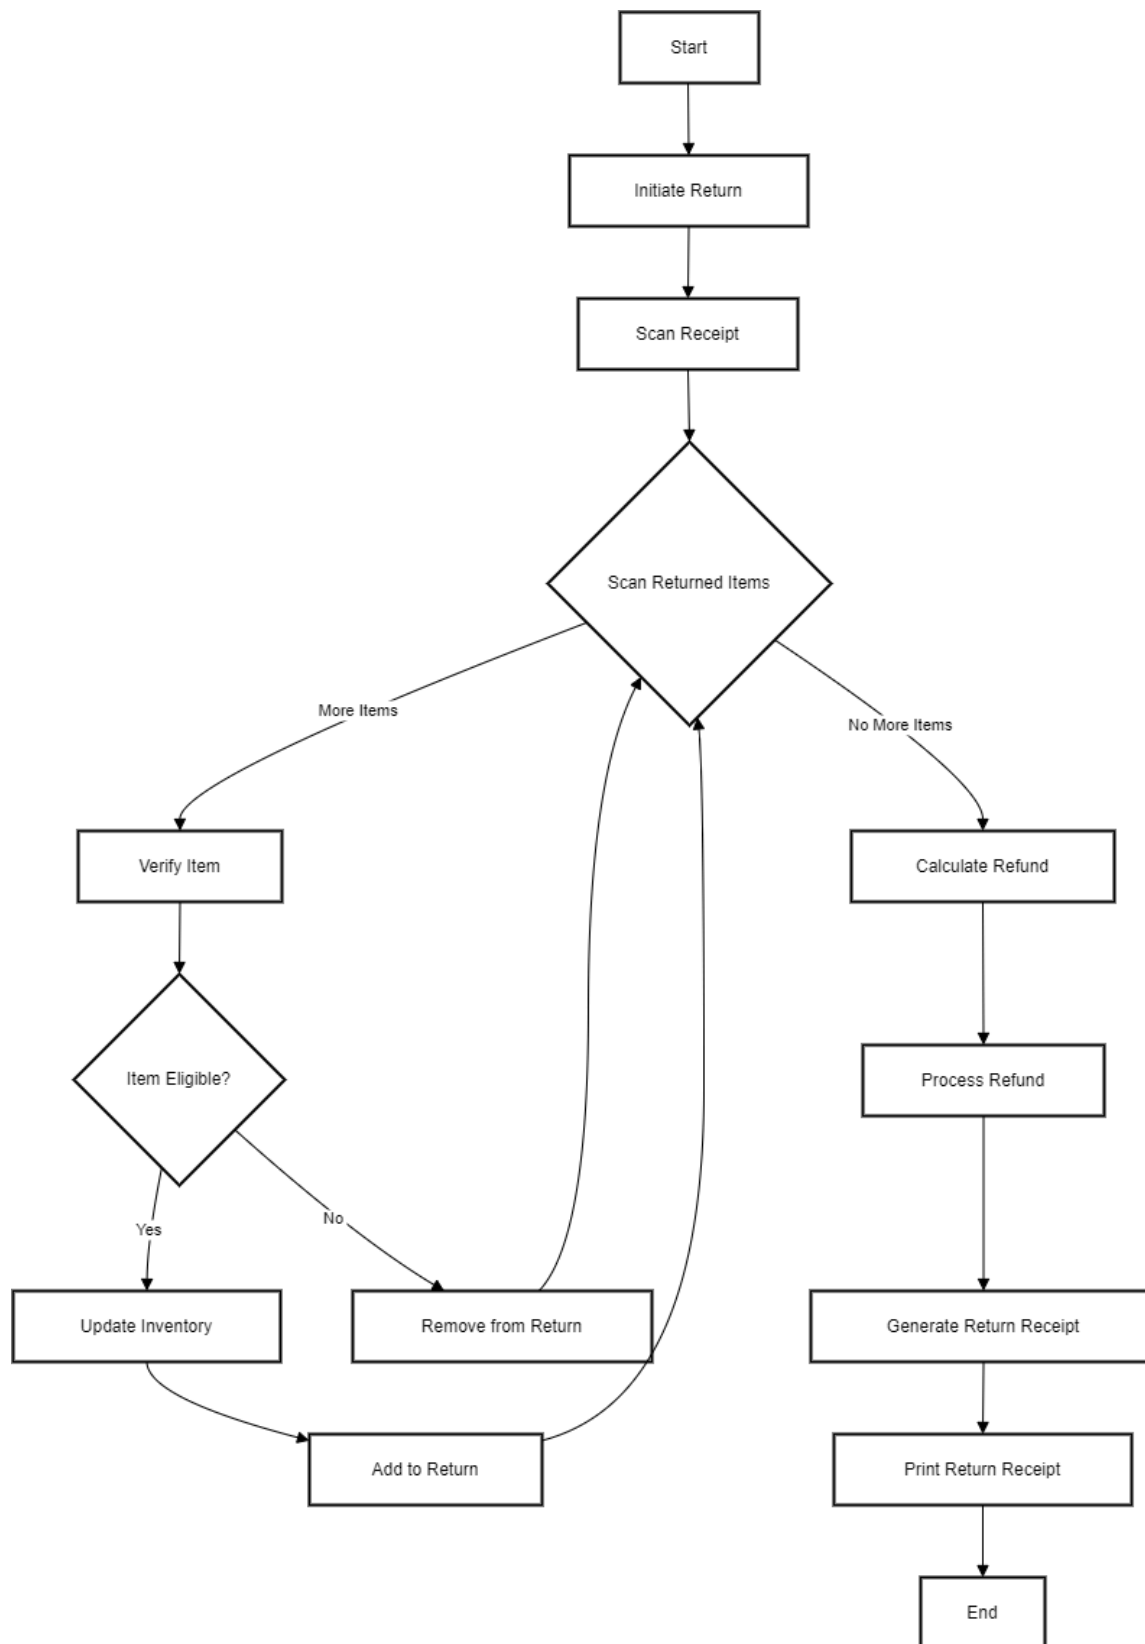 Start
Initiate Return
Scan Receipt
Scan Returned Items
More Items
No More Items
Verify Item
Calculate Refund
Item Eligible?
Process Refund
Yes
No
Update Inventory
Remove from Return
Generate Return Receipt
Add to Return
Print Return Receipt
End